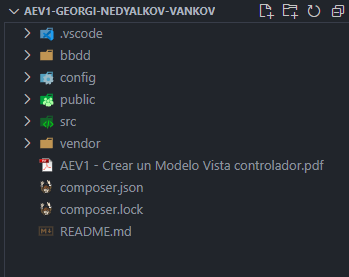 AEV1-GEORGI-NEDYALKOV-VANKOV
.vscode
bbdd
config
public
src
vendor
AEV1 - Crear un Modelo Vista controlador.pdf
composer.json
composer.lock
README.md